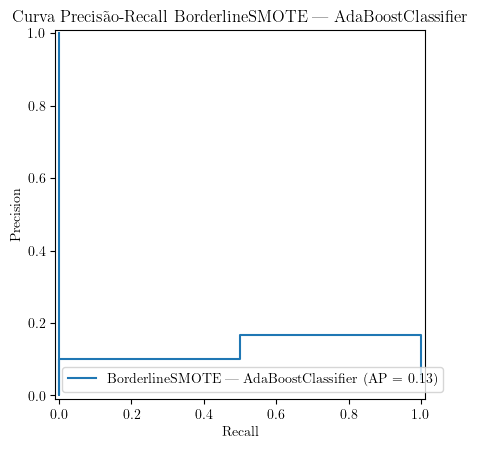 Curva Precisão-Recall BorderlineSMOTE — AdaBoostClassifier
1.0
0.8
0.6
0.4
0.2
0.0
Precision
BorderlineSMOTE — AdaBoostClassifier (AP = 0.13)
0.0 0.2 0.4 0.6 0.8 1.0
Recall